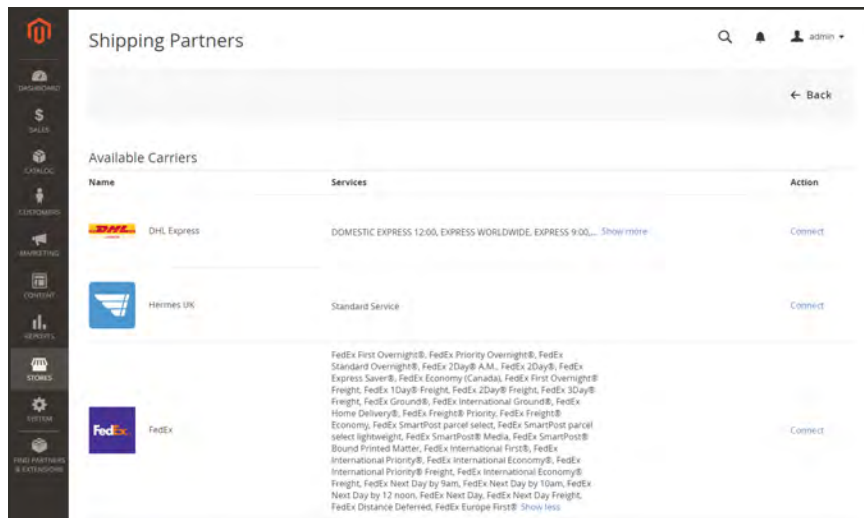 Shipping Partners
admin
← Back
DASHBOARD
$
SALES
CATALOG
CUSTOMERS
MARKETING
CONTENT
REPORTS
STORES
SYSTEM
FIND PARTNERS
& EXTENSIONS
Available Carriers
Name Services Action
DHL DHL Express DOMESTIC EXPRESS 12:00, EXPRESS WORLDWIDE, EXPRESS 9:00,... Show more Connect
Hermes UK Standard Service Connect
FedEx First Overnight®, FedEx Priority Overnight®, FedEx
Standard Overnight®, FedEx 2Day® A.M., FedEx 2Day®, FedEx
Express Saver®, FedEx Economy (Canada), FedEx First Overnight®
Freight, FedEx 1Day® Freight, FedEx 2Day® Freight, FedEx 3Day®
Freight, FedEx Ground®, FedEx International Ground®, FedEx
Home Delivery®, FedEx Freight® Priority, FedEx Freight®
Economy, FedEx SmartPost parcel select, FedEx SmartPost parcel
select lightweight, FedEx SmartPost® Media, FedEx SmartPost®
Bound Printed Matter, FedEx International First®, FedEx
International Priority®, FedEx International Economy®, FedEx
International Priority® Freight, FedEx International Economy®
Freight, FedEx Next Day by 9am, FedEx Next Day by 10am, FedEx
Next Day by 12 noon, FedEx Next Day, FedEx Next Day Freight,
FedEx Distance Deferred, FedEx Europe First® Show less
FedEx FedEx Connect